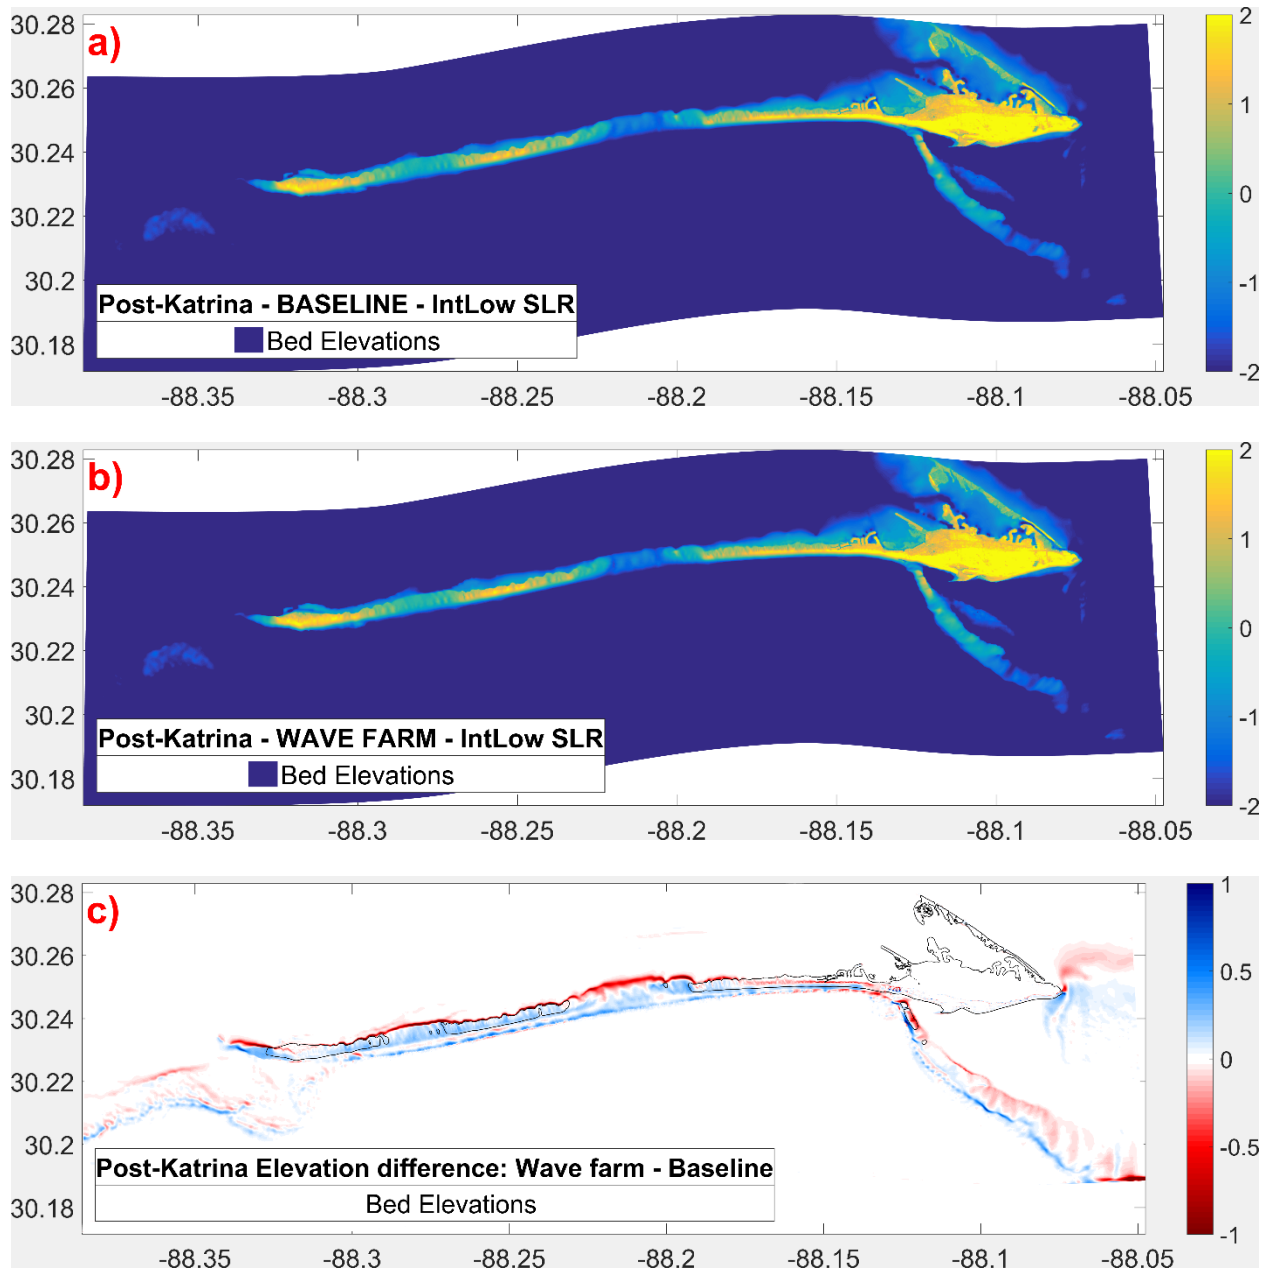 a)
30.28
30.26
30.24
30.22
30.2
30.18
Post-Katrina - BASELINE - IntLow SLR
Bed Elevations
-88.35 -88.3 -88.25 -88.2 -88.15 -88.1 -88.05
2
1
0
-1
-2
b)
30.28
30.26
30.24
30.22
30.2
30.18
Post-Katrina - WAVE FARM - IntLow SLR
Bed Elevations
-88.35 -88.3 -88.25 -88.2 -88.15 -88.1 -88.05
2
1
0
-1
-2
c)
30.28
30.26
30.24
30.22
30.2
30.18
Post-Katrina Elevation difference: Wave farm - Baseline
Bed Elevations
-88.35 -88.3 -88.25 -88.2 -88.15 -88.1 -88.05
1
0.5
0
-0.5
-1